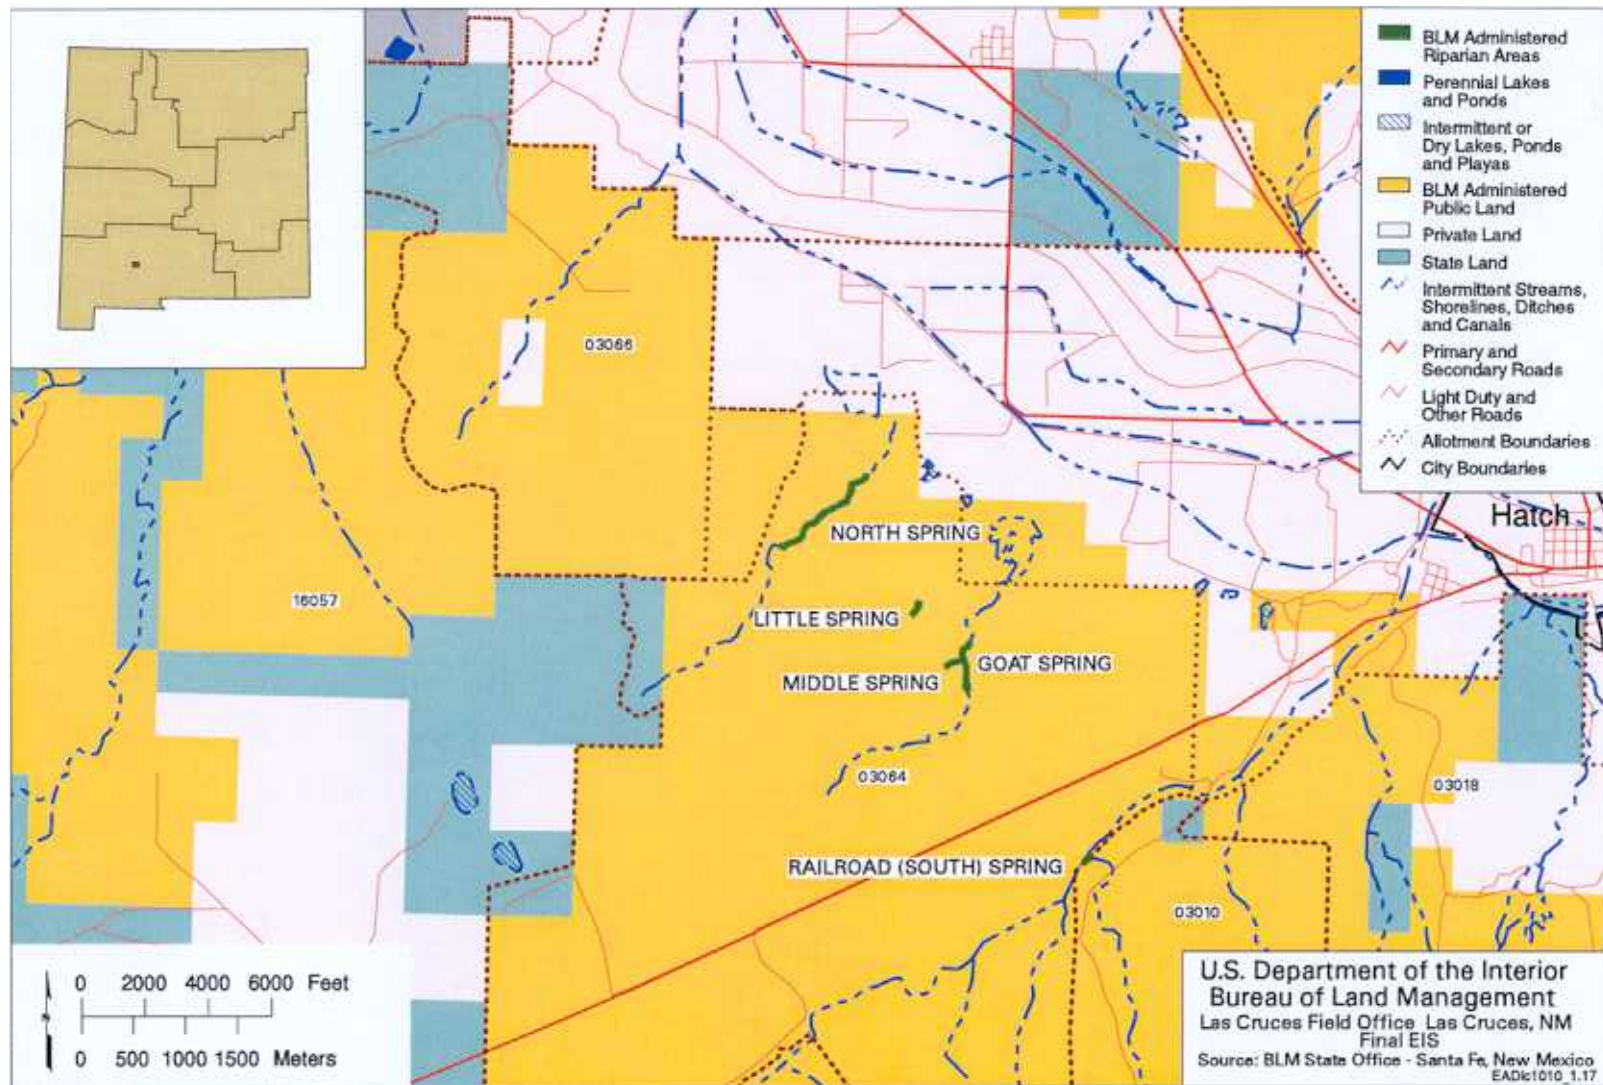 BLM Administered
Riparian Areas
Perennial Lakes
and Ponds
Intermittent or
Dry Lakes, Ponds
and Playas
BLM Administered
Public Land
Private Land
State Land
Intermittent Streams,
Shorelines, Ditches
and Canals
Primary and
Secondary Roads
Light Duty and
Other Roads
Allotment Boundaries
City Boundaries
03066
Hatch
NORTH SPRING
16057
LITTLE SPRING
GOAT SPRING
MIDDLE SPRING
03064
03018
RAILROAD (SOUTH) SPRING
03010
0 2000 4000 6000 Feet
0 500 1000 1500 Meters
U.S. Department of the Interior
Bureau of Land Management
Las Cruces Field Office Las Cruces, NM
Final EIS
Source: BLM State Office - Santa Fe, New Mexico
EADlc1010 1.17